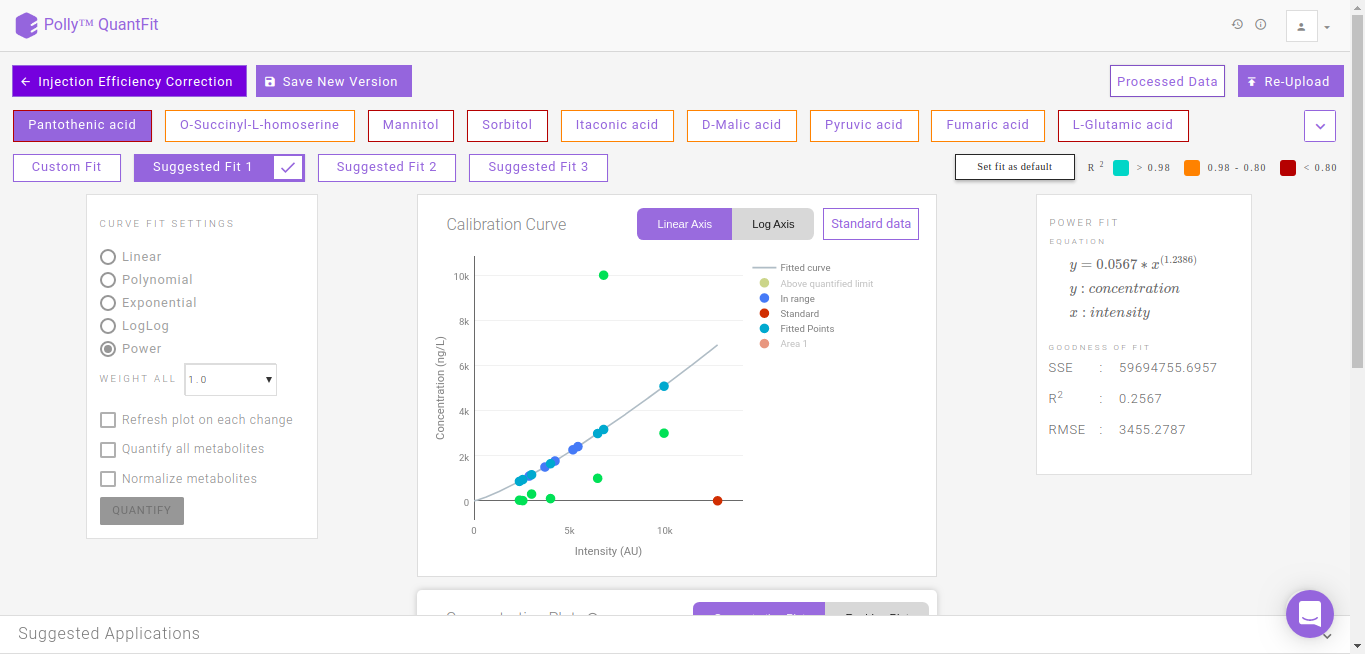 Polly™ QuantFit
Injection Efficiency Correction
Save New Version
Processed Data
Re-Upload
Pantothenic acid
O-Succinyl-L-homoserine
Mannitol
Sorbitol
Itaconic acid
D-Malic acid
Pyruvic acid
Fumaric acid
L-Glutamic acid
Custom Fit
Suggested Fit 1
Suggested Fit 2
Suggested Fit 3
Set fit as default
R 2
> 0.98
0.98 - 0.80
< 0.80
CURVE FIT SETTINGS
Linear
Polynomial
Exponential
LogLog
Power
WEIGHT ALL
1.0
Refresh plot on each change
Quantify all metabolites
Normalize metabolites
QUANTIFY
Calibration Curve
Linear Axis
Log Axis
Standard data
10k
8k
6k
4k
2k
0
Concentration (ng/L)
0
5k
10k
Intensity (AU)
Fitted curve
Above quantified limit
In range
Standard
Fitted Points
Area 1
POWER FIT
EQUATION
y = 0.0567 * x^(1.2386)
y : concentration
x : intensity
GOODNESS OF FIT
SSE : 59694755.6957
R2 : 0.2567
RMSE : 3455.2787
Suggested Applications